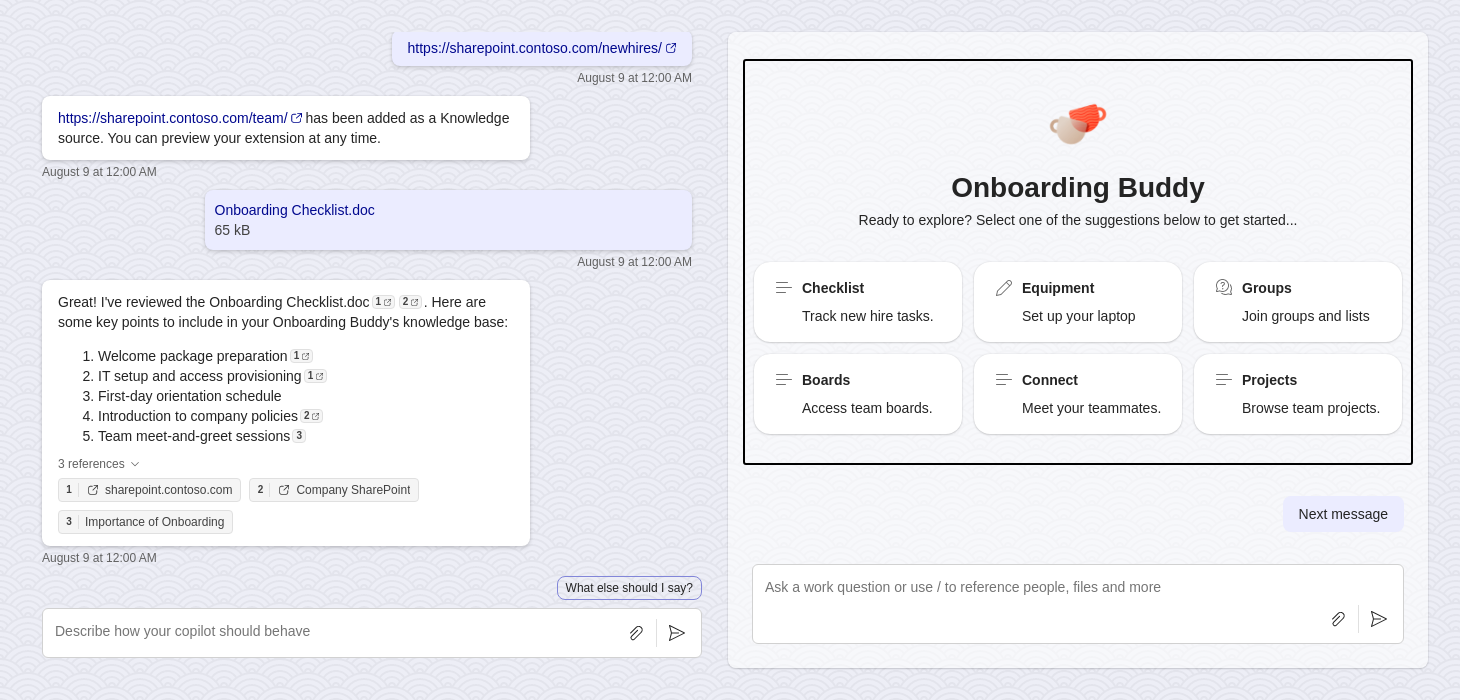 https://sharepoint.contoso.com/newhires/
August 9 at 12:00 AM
https://sharepoint.contoso.com/team/ has been added as a Knowledge
source. You can preview your extension at any time.
August 9 at 12:00 AM
Onboarding Checklist.doc
65 kB
August 9 at 12:00 AM
Great! I've reviewed the Onboarding Checklist.doc 1 2 . Here are
some key points to include in your Onboarding Buddy's knowledge base:
1. Welcome package preparation 1
2. IT setup and access provisioning 1
3. First-day orientation schedule
4. Introduction to company policies 2
5. Team meet-and-greet sessions 3
3 references
1 sharepoint.contoso.com 2 Company SharePoint
3 Importance of Onboarding
August 9 at 12:00 AM
What else should I say?
Describe how your copilot should behave
Onboarding Buddy
Ready to explore? Select one of the suggestions below to get started...
Checklist
Track new hire tasks.
Equipment
Set up your laptop
Groups
Join groups and lists
Boards
Access team boards.
Connect
Meet your teammates.
Projects
Browse team projects.
Next message
Ask a work question or use / to reference people, files and more